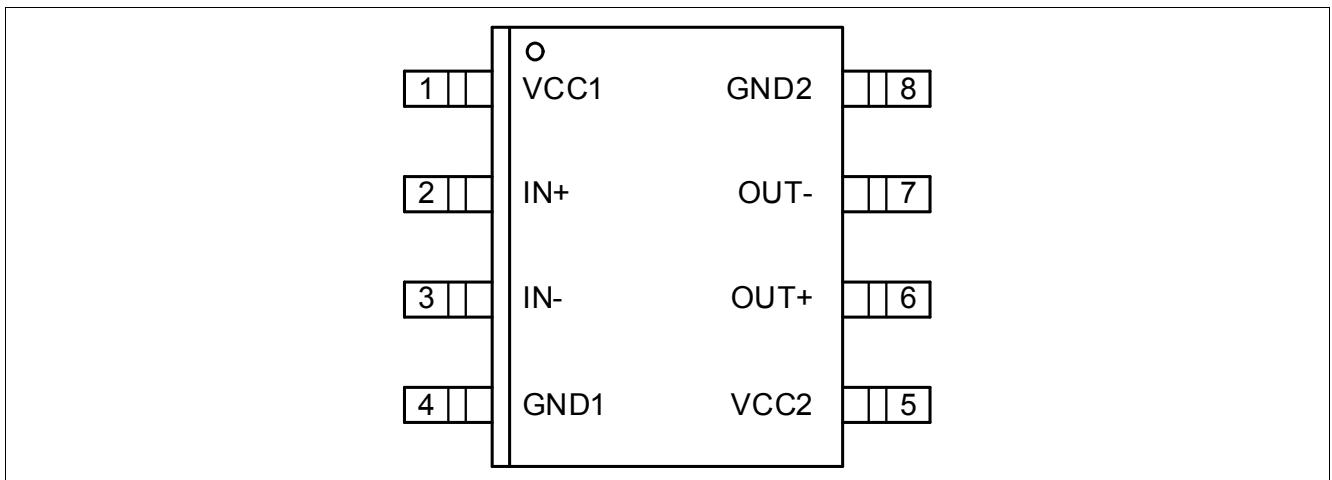 1 VCC1 GND2 8
2 IN+ OUT- 7
3 IN- OUT+ 6
4 GND1 VCC2 5